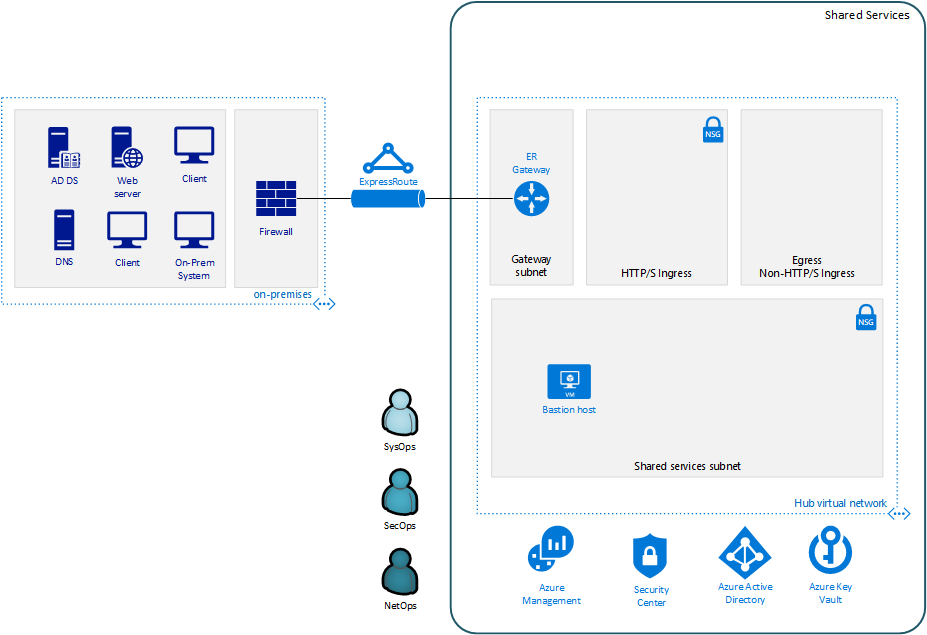 Shared Services
AD DS
Web
server
Client
DNS
Client
On-Prem
System
Firewall
on-premises
ExpressRoute
ER
Gateway
Gateway
subnet
NSG
HTTP/S Ingress
Egress
Non-HTTP/S Ingress
NSG
VM
Bastion host
Shared services subnet
Hub virtual network
SysOps
SecOps
NetOps
Azure
Management
Security
Center
Azure Active
Directory
Azure Key
Vault